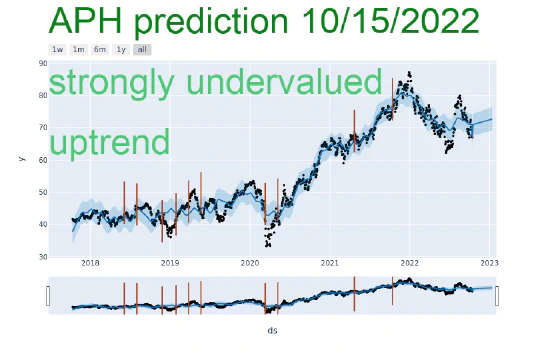 APH prediction 10/15/2022
1w 1m 6m 1y all
strongly undervalued
uptrend
90
80
70
60
50
40
30
y
2018 2019 2020 2021 2022 2023
ds